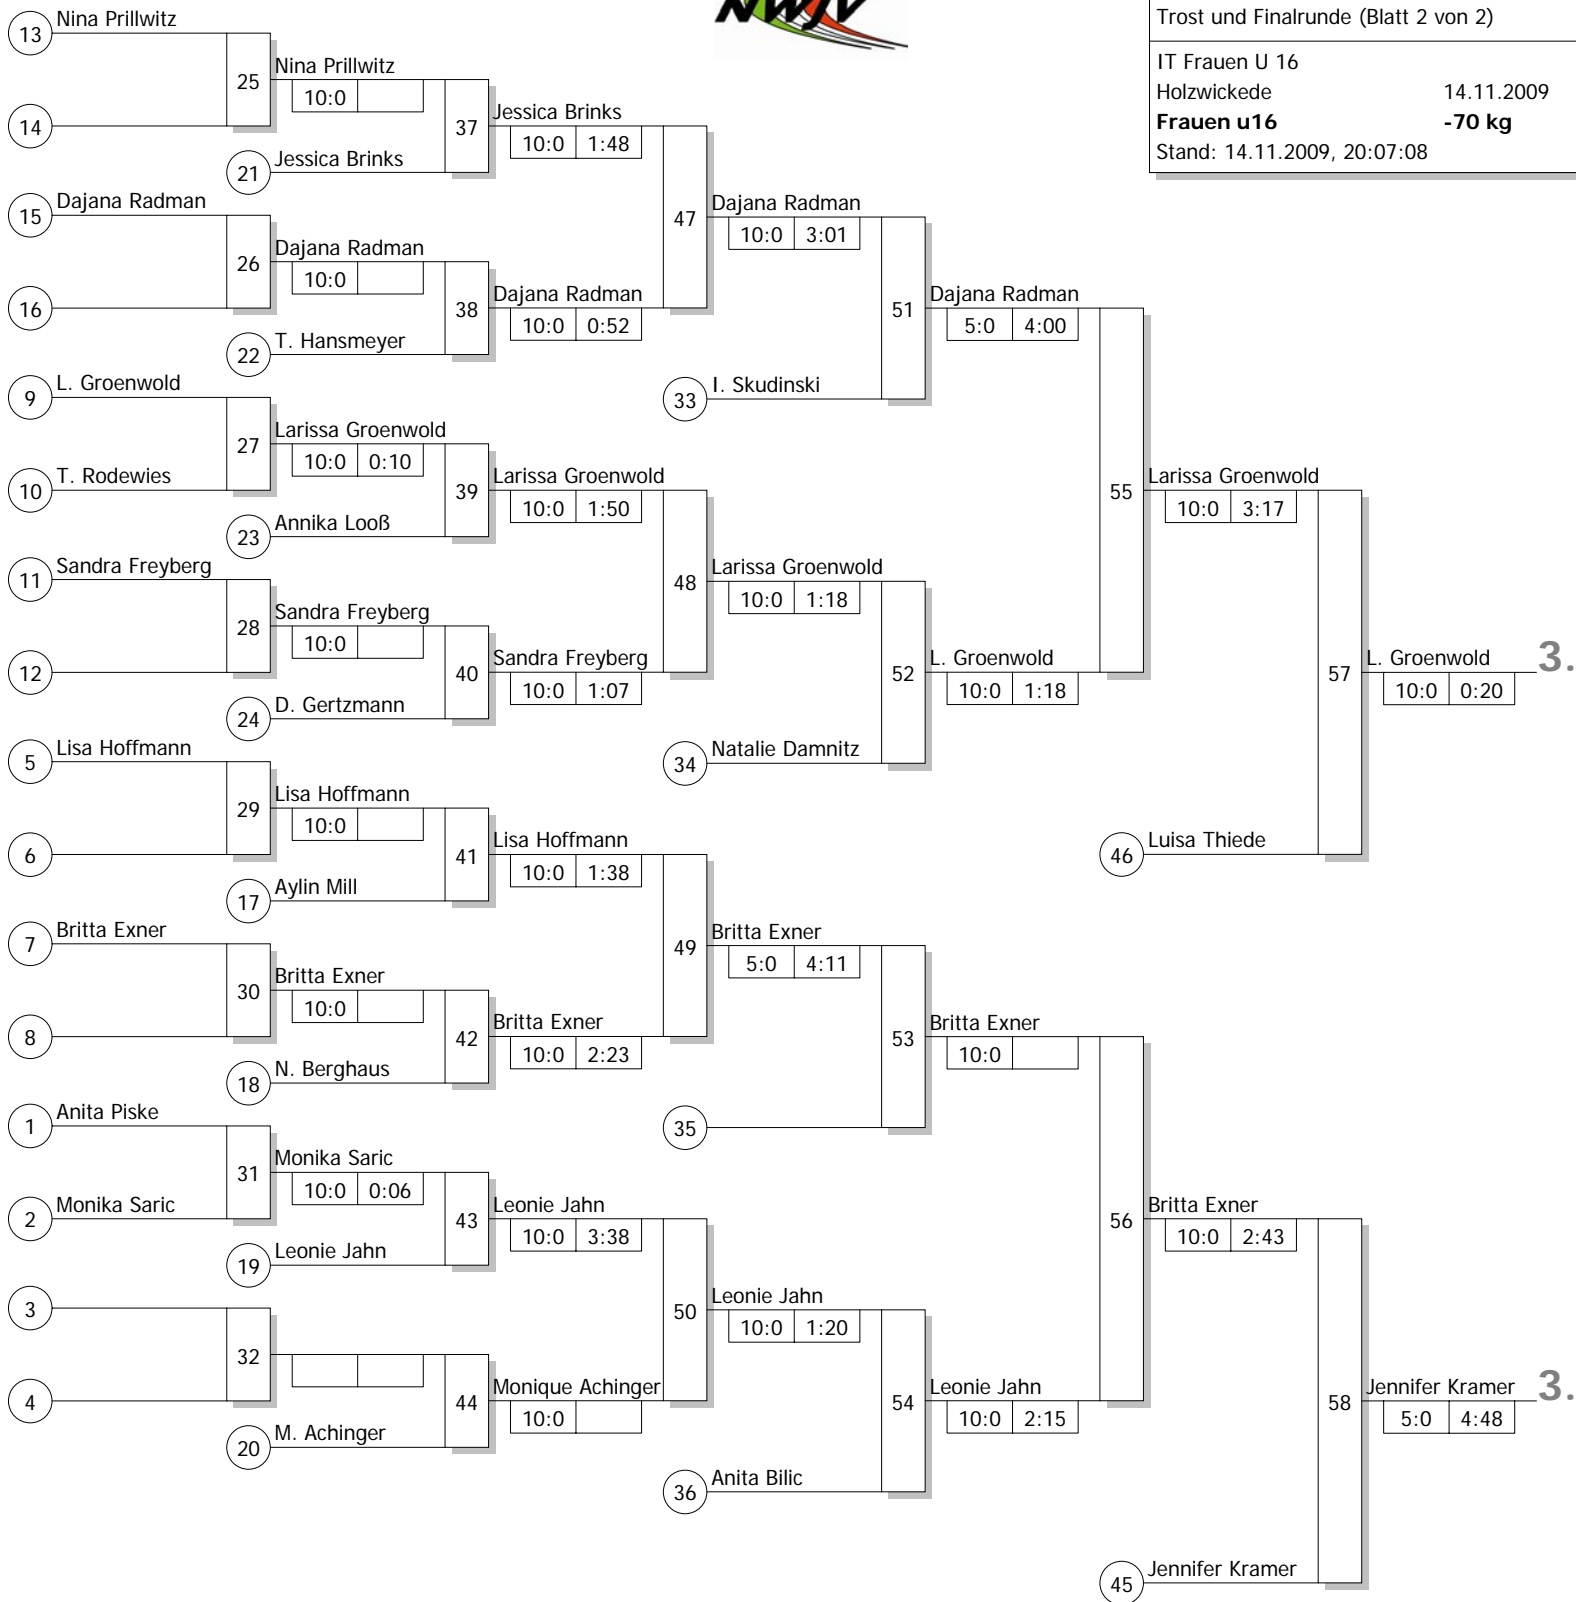 NWJV
Trost und Finalrunde (Blatt 2 von 2)
IT Frauen U 16
Holzwickede 14.11.2009
Frauen u16 -70 kg
Stand: 14.11.2009, 20:07:08
13 Nina Prillwitz
25 Nina Prillwitz
10:0
14
37 Jessica Brinks
10:0 1:48
21 Jessica Brinks
15 Dajana Radman
47 Dajana Radman
10:0 3:01
26 Dajana Radman
10:0
16
38 Dajana Radman
10:0 0:52
51 Dajana Radman
5:0 4:00
22 T. Hansmeyer
9 L. Groenwold
33 I. Skudinski
27 Larissa Groenwold
10:0 0:10
10 T. Rodewies
39 Larissa Groenwold
10:0 1:50
55 Larissa Groenwold
10:0 3:17
23 Annika Looß
11 Sandra Freyberg
48 Larissa Groenwold
10:0 1:18
28 Sandra Freyberg
10:0
12
40 Sandra Freyberg
10:0 1:07
52 L. Groenwold
10:0 1:18
57 L. Groenwold 3.
10:0 0:20
24 D. Gertzmann
5 Lisa Hoffmann
34 Natalie Damnitz
29 Lisa Hoffmann
10:0
6
41 Lisa Hoffmann
10:0 1:38
46 Luisa Thiede
17 Aylin Mill
7 Britta Exner
49 Britta Exner
5:0 4:11
30 Britta Exner
10:0
8
42 Britta Exner
10:0 2:23
53 Britta Exner
10:0
18 N. Berghaus
1 Anita Piske
35
31 Monika Saric
10:0 0:06
2 Monika Saric
43 Leonie Jahn
10:0 3:38
56 Britta Exner
10:0 2:43
19 Leonie Jahn
3
50 Leonie Jahn
10:0 1:20
32
4
44 Monique Achinger
10:0
54 Leonie Jahn
10:0 2:15
58 Jennifer Kramer 3.
5:0 4:48
20 M. Achinger
36 Anita Bilic
45 Jennifer Kramer